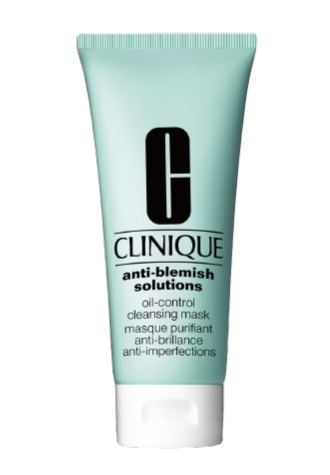 CLINIQUE
anti-blemish
solutions
oil-control
cleansing mask
masque purifiant
anti-brillance
anti-imperfections